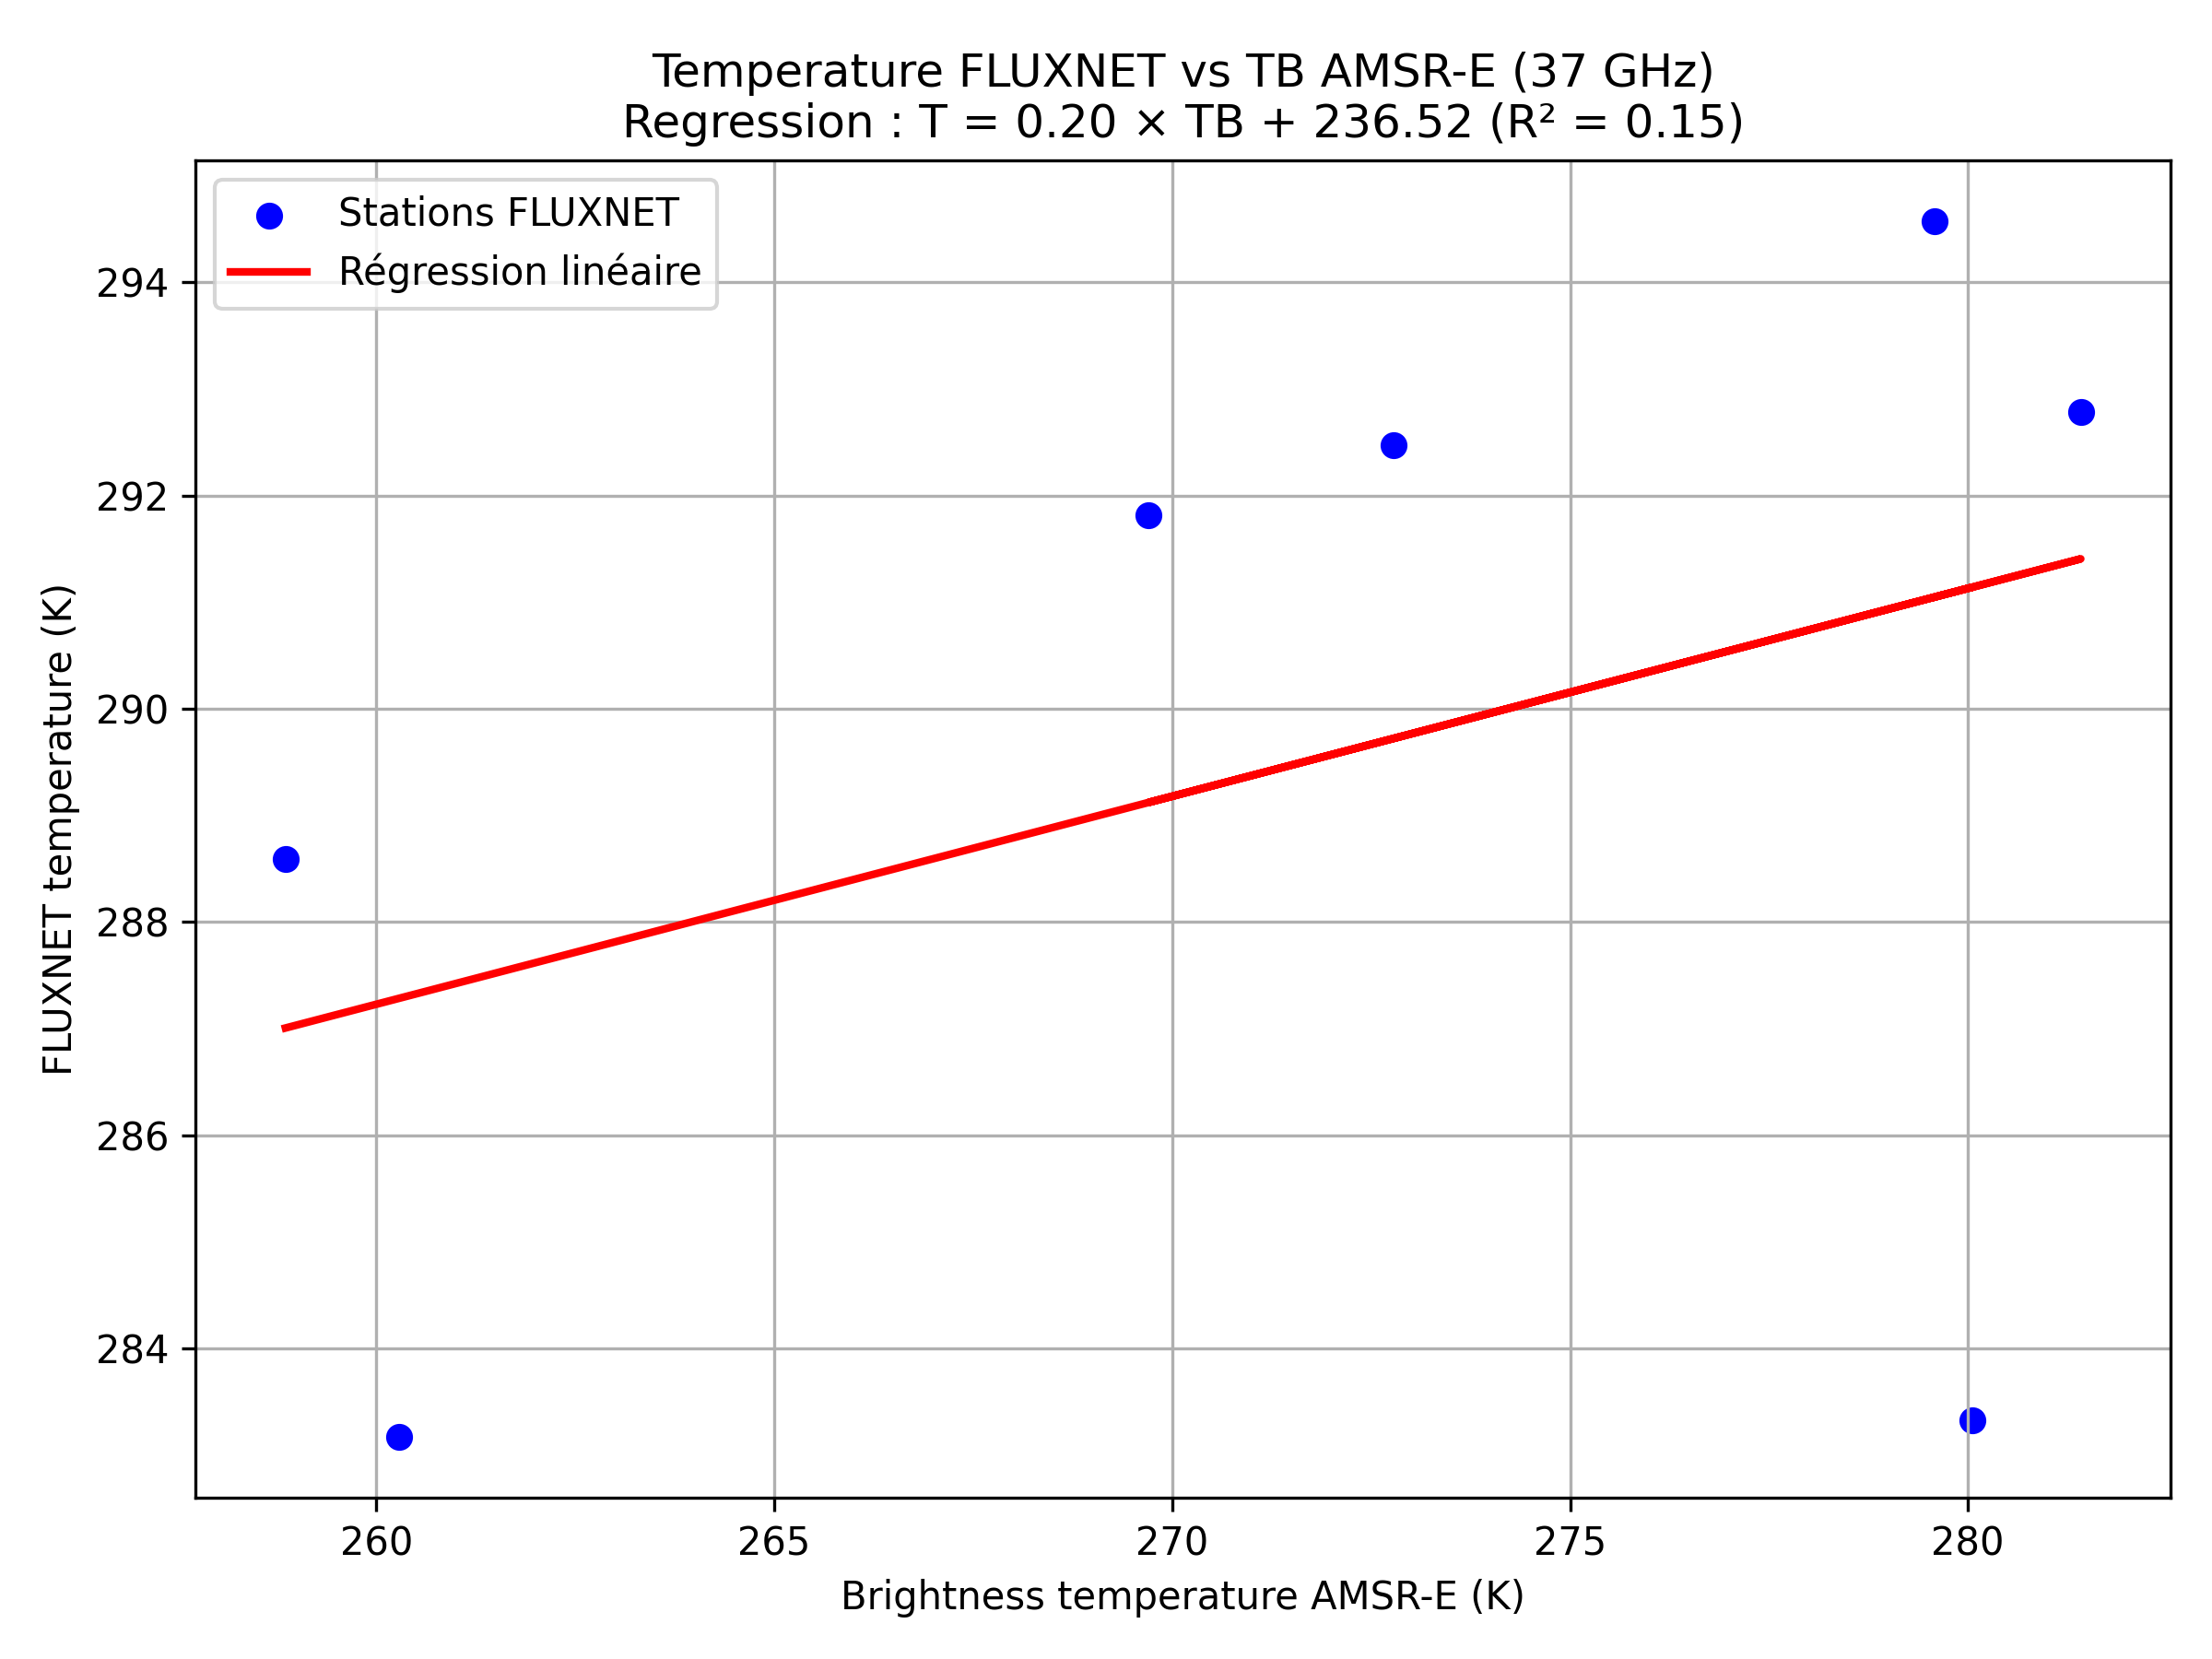 Temperature FLUXNET vs TB AMSR-E (37 GHz)
Regression : T = 0.20 × TB + 236.52 (R² = 0.15)
Stations FLUXNET
Régression linéaire
294
292
290
288
286
284
FLUXNET temperature (K)
260 265 270 275 280
Brightness temperature AMSR-E (K)